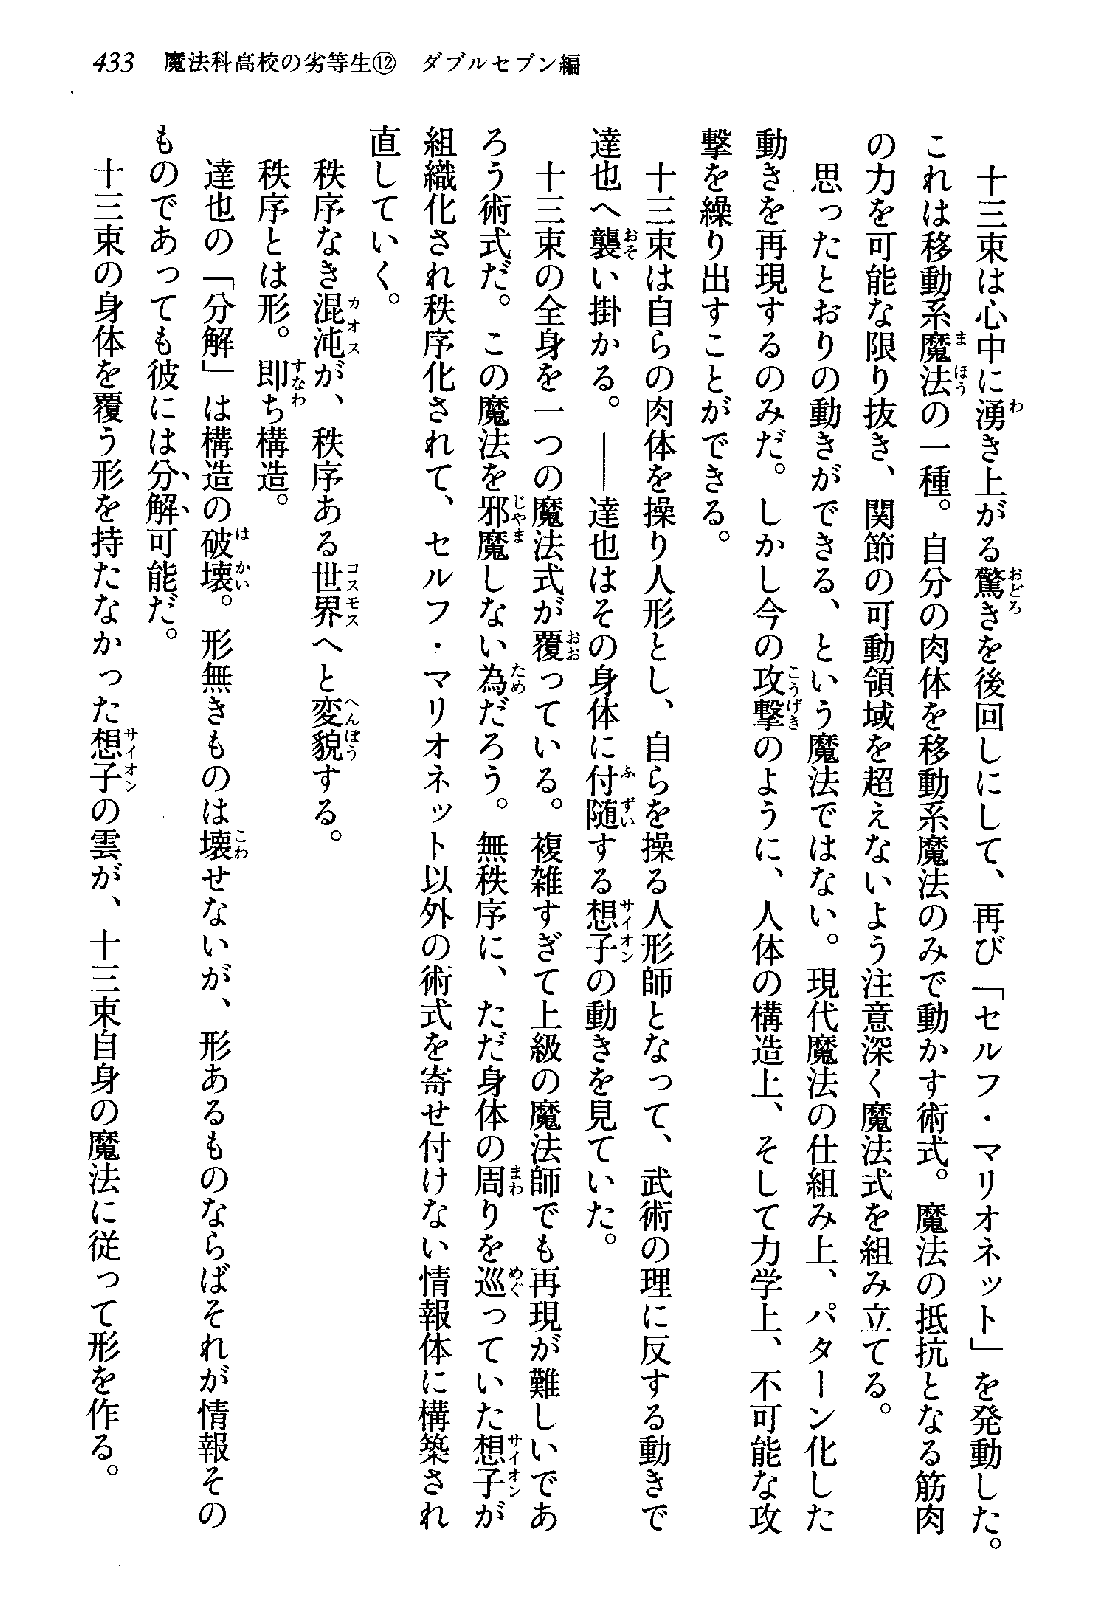 433　魔法科高校の劣等生⑫　ダブルセブン編
　十三束は心中に湧き上がる驚きを後回しにして、再び「セルフ・マリオネット」を発動した。
これは移動系魔法の一種。自分の肉体を移動系魔法のみで動かす術式。魔法の抵抗となる筋肉
の力を可能な限り抜き、関節の可動領域を超えないよう注意深く魔法式を組み立てる。
　思ったとおりの動きができる、という魔法ではない。現代魔法の仕組み上、パターン化した
動きを再現するのみだ。しかし今の攻撃のように、人体の構造上、そして力学上、不可能な攻
撃を繰り出すことができる。
　十三束は自らの肉体を操り人形とし、自らを操る人形師となって、武術の理に反する動きで
達也へ襲い掛かる。――達也はその身体に付随する想子の動きを見ていた。
　十三束の全身を一つの魔法式が覆っている。複雑すぎて上級の魔法師でも再現が難しいであ
ろう術式だ。この魔法を邪魔しない為だろう。無秩序に、ただ身体の周りを巡っていた想子が
組織化され秩序化されて、セルフ・マリオネット以外の術式を寄せ付けない情報体に構築され
直していく。
　秩序なき混沌が、秩序ある世界へと変貌する。
　秩序とは形。即ち構造。
　達也の「分解」は構造の破壊。形無きものは壊せないが、形あるものならばそれが情報その
ものであっても彼には分解可能だ。
　十三束の身体を覆う形を持たなかった想子の雲が、十三束自身の魔法に従って形を作る。